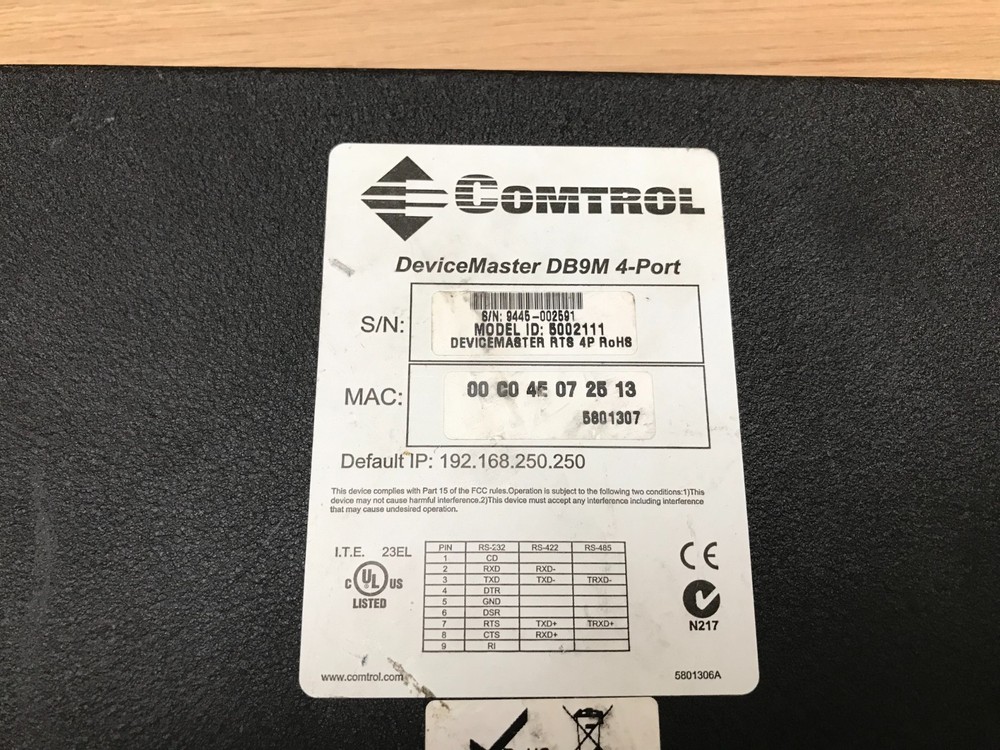 COMTROL
DeviceMaster DB9M 4-Port
S/N:
S/N: 9445-002591
MODEL ID: 5002111
DEVICEMASTER RTS 4P RoHS
MAC:
00 C0 4E 07 25 13
5801307
Default IP: 192.168.250.250
This device complies with Part 15 of the FCC rules.Operation is subject to the following two conditions:1)This
device may not cause harmful interference.2)This device must accept any interference including interference
that may cause undesired operation.
I.T.E. 23EL
C UL US
LISTED
PIN RS-232 RS-422 RS-485
1 CD
2 RXD RXD-
3 TXD TXD- TRXD-
4 DTR
5 GND
6 DSR
7 RTS TXD+ TRXD+
8 CTS RXD+
9 RI
CE
N217
www.comtrol.com
5801306A